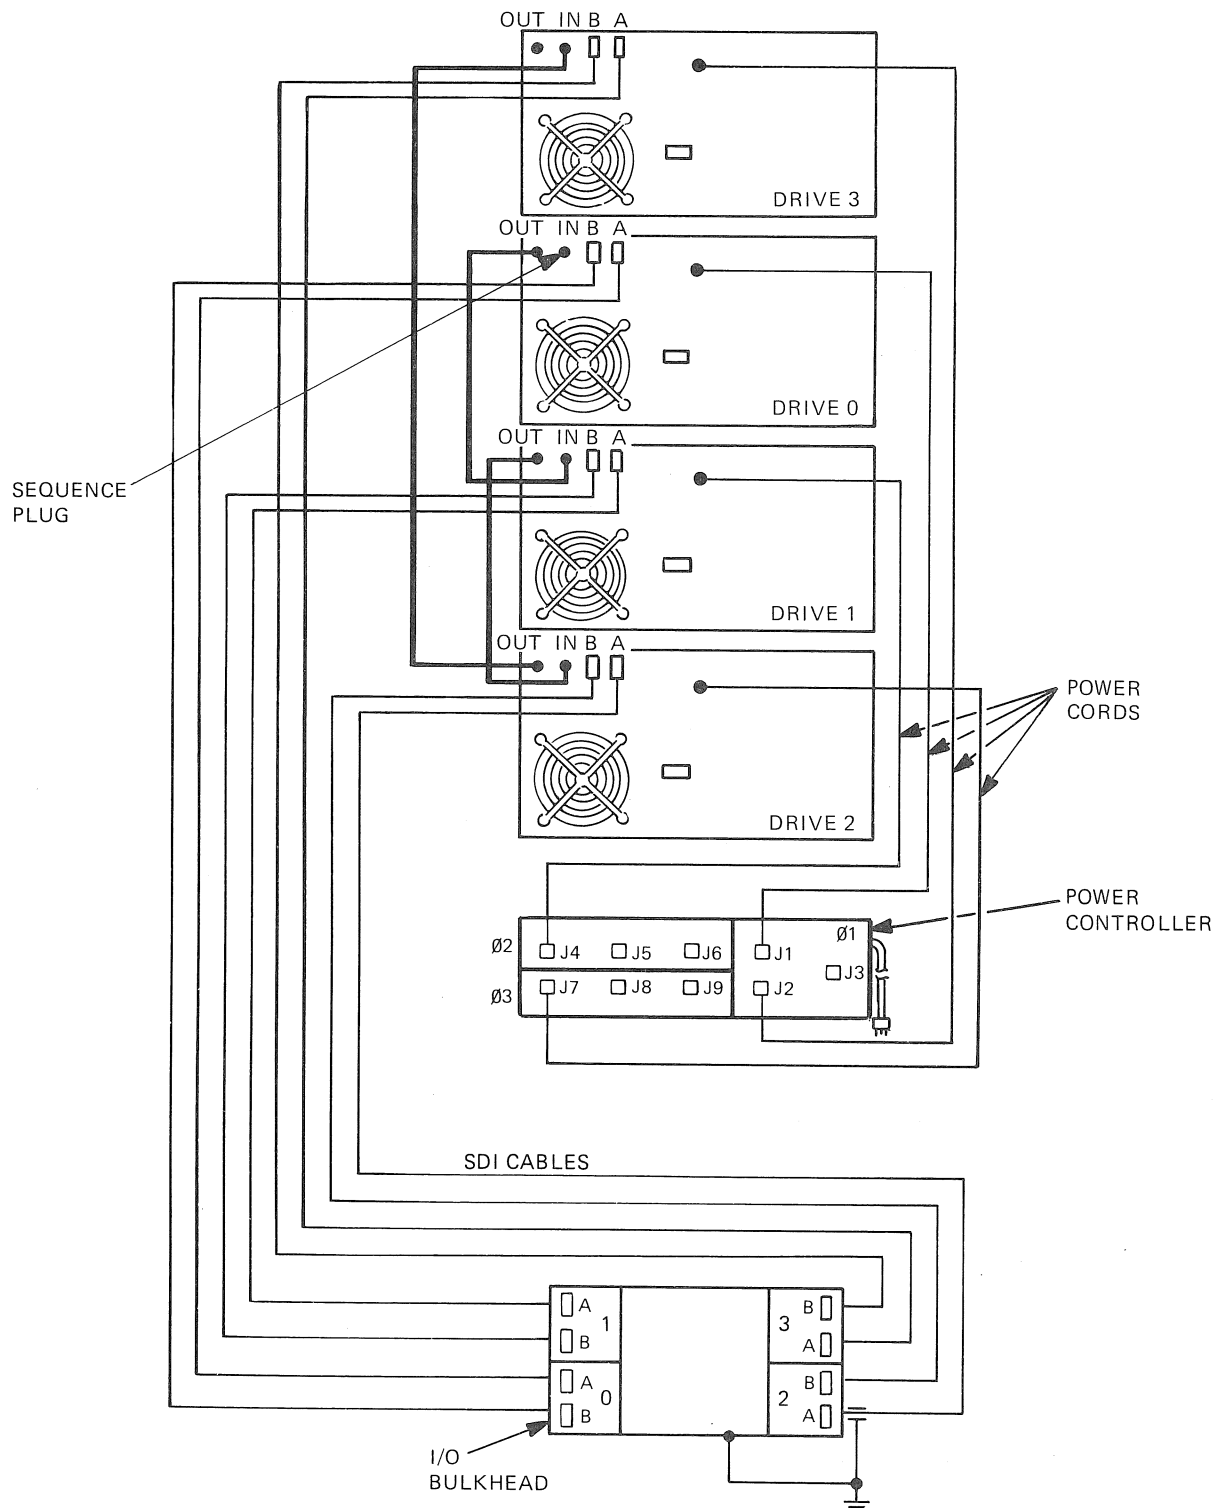 OUT IN B A
DRIVE 3
OUT IN B A
DRIVE 0
OUT IN B A
SEQUENCE
PLUG
DRIVE 1
OUT IN B A
POWER
CORDS
DRIVE 2
POWER
CONTROLLER
Ø1
Ø2
J4
J5
J6
J1
J3
Ø3
J7
J8
J9
J2
SDI CABLES
A
1
B
B
3
A
A
0
B
B
2
A
I/O
BULKHEAD